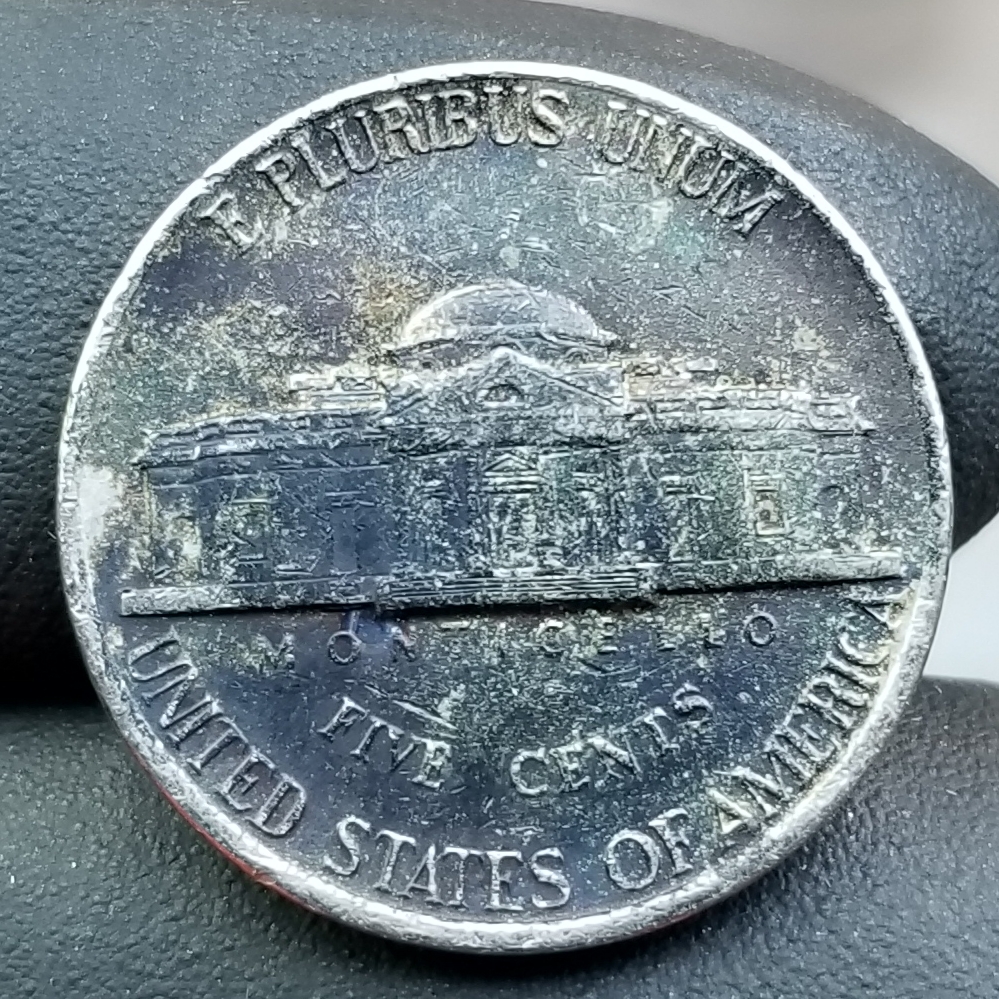 E PLURIBUS UNUM
MONTICELLO
FIVE CENTS
UNITED STATES OF AMERICA